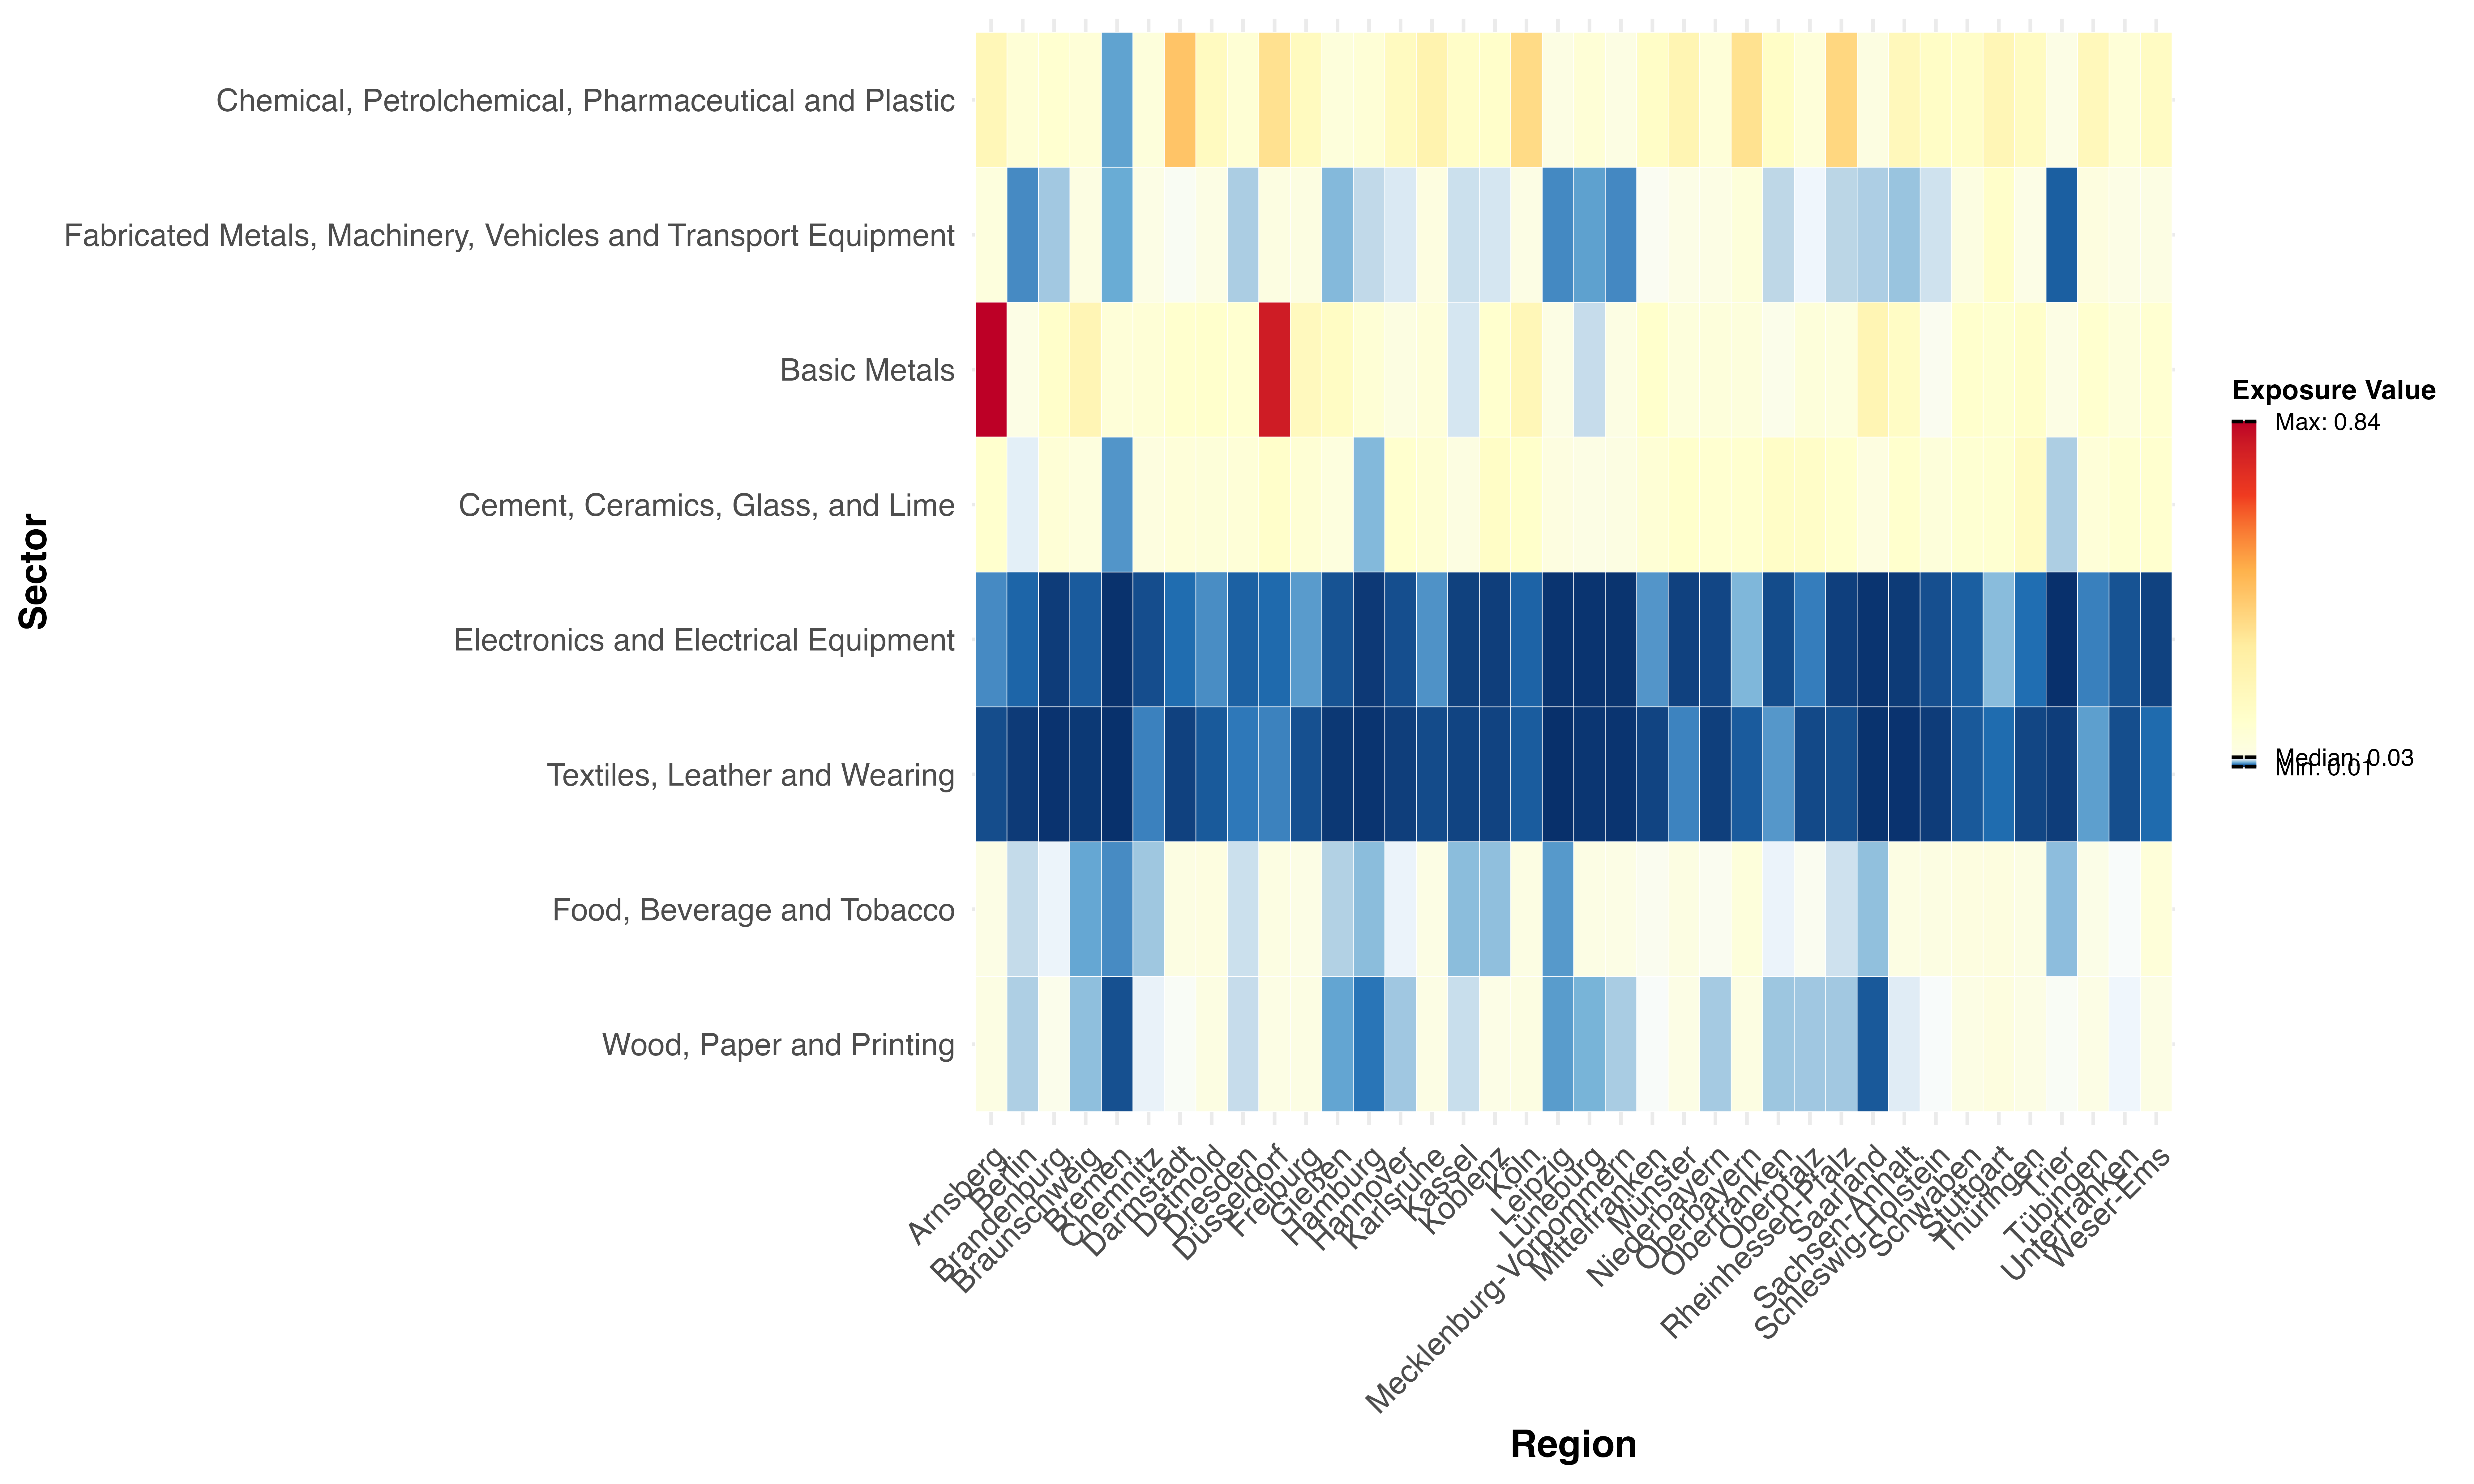 Chemical, Petrolchemical, Pharmaceutical and Plastic
Fabricated Metals, Machinery, Vehicles and Transport Equipment
Basic Metals
Cement, Ceramics, Glass, and Lime
Electronics and Electrical Equipment
Textiles, Leather and Wearing
Food, Beverage and Tobacco
Wood, Paper and Printing
Sector
Exposure Value
Max: 0.84
Median: 0.03
Min: 0.01
Arnsberg
Berlin
Brandenburg
Braunschweig
Bremen
Chemnitz
Darmstadt
Detmold
Dresden
Düsseldorf
Freiburg
Gießen
Hamburg
Hannover
Karlsruhe
Kassel
Koblenz
Köln
Leipzig
Lüneburg
Mecklenburg-Vorpommern
Mittelfranken
Münster
Niederbayern
Oberbayern
Oberfranken
Oberpfalz
Rheinhessen-Pfalz
Saarland
Sachsen-Anhalt
Schleswig-Holstein
Schwaben
Stuttgart
Thüringen
Trier
Tübingen
Unterfranken
Weser-Ems
Region